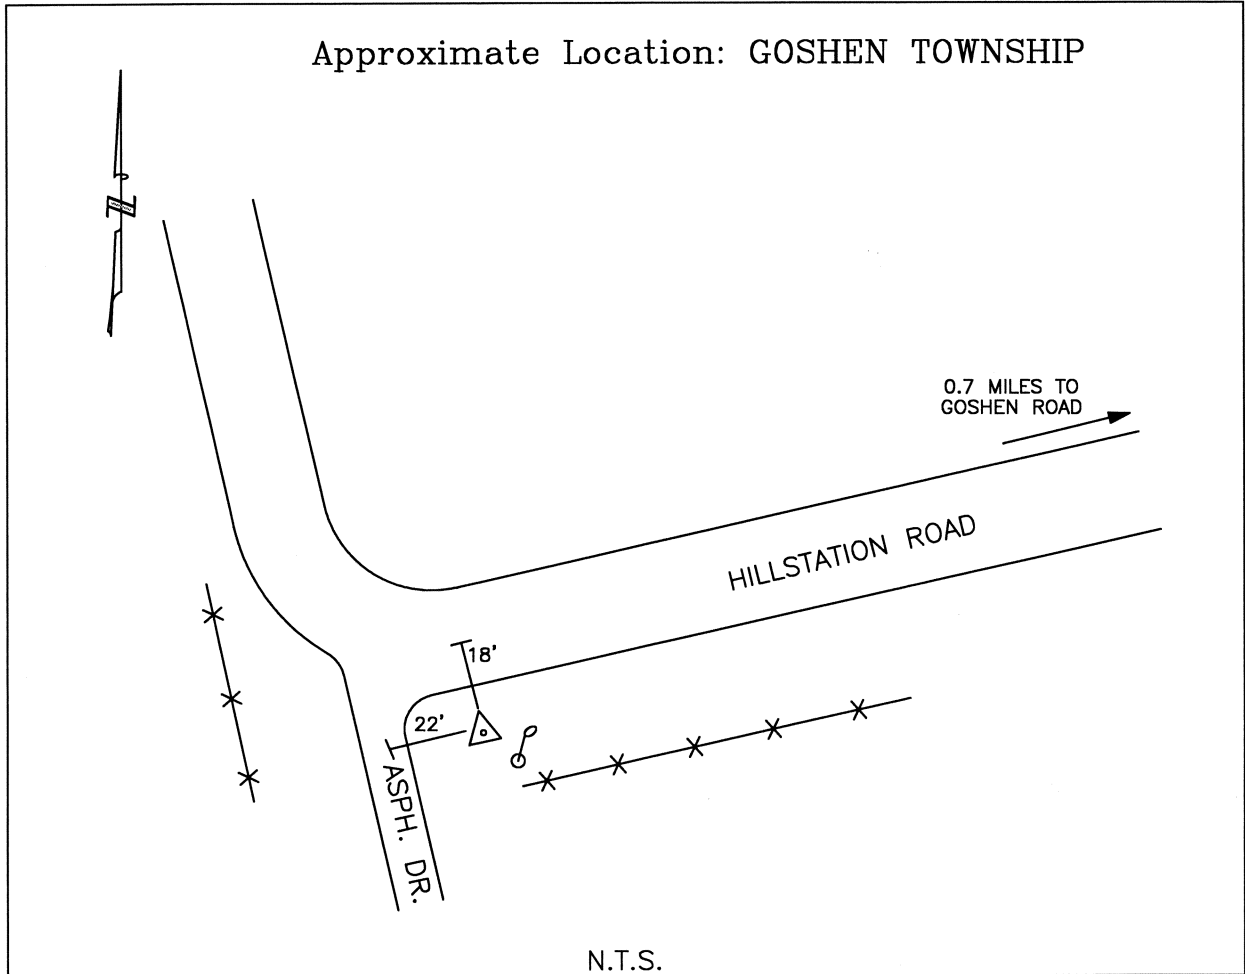 Approximate Location: GOSHEN TOWNSHIP
N
0.7 MILES TO
GOSHEN ROAD
HILLSTATION ROAD
18'
22'
ASPH. DR.
N.T.S.